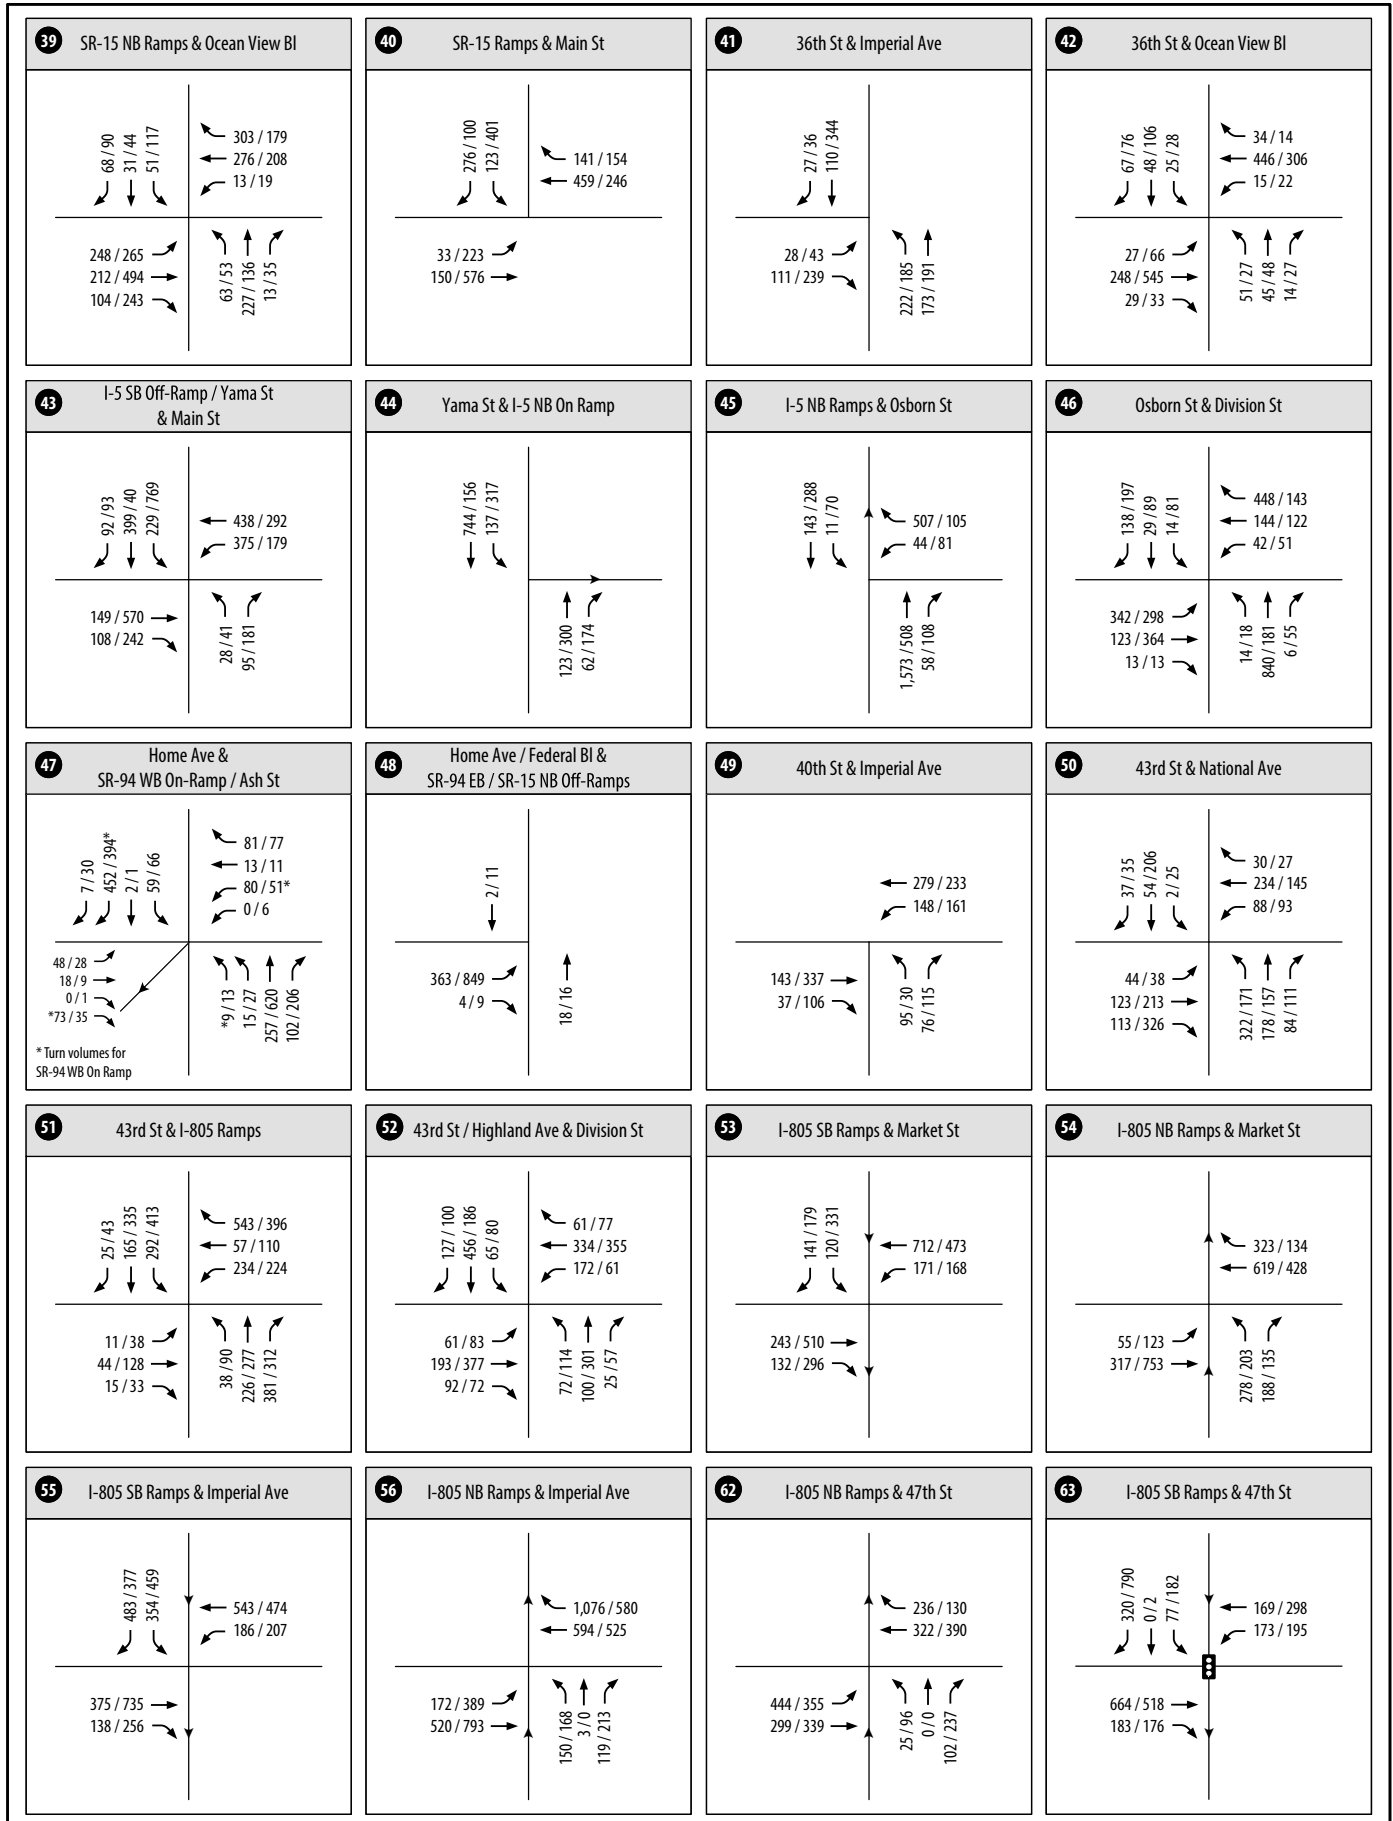 39
SR-15 NB Ramps & Ocean View Bl
68 / 90
31 / 44
51 / 117
303 / 179
276 / 208
13 / 19
248 / 265
212 / 494
104 / 243
63 / 53
227 / 136
13 / 35
40
SR-15 Ramps & Main St
276 / 100
123 / 401
141 / 154
459 / 246
33 / 223
150 / 576
41
36th St & Imperial Ave
27 / 36
110 / 344
28 / 43
111 / 239
222 / 185
173 / 191
42
36th St & Ocean View Bl
67 / 76
48 / 106
25 / 28
34 / 14
446 / 306
15 / 22
27 / 66
248 / 545
29 / 33
51 / 27
45 / 48
14 / 27
43
I-5 SB Off-Ramp / Yama St
& Main St
92 / 93
399 / 40
229 / 769
438 / 292
375 / 179
149 / 570
108 / 242
28 / 41
95 / 181
44
Yama St & I-5 NB On Ramp
744 / 156
137 / 317
123 / 300
62 / 174
45
I-5 NB Ramps & Osborn St
143 / 288
11 / 70
507 / 105
44 / 81
1,573 / 508
58 / 108
46
Osborn St & Division St
138 / 197
29 / 89
14 / 81
448 / 143
144 / 122
42 / 51
342 / 298
123 / 364
13 / 13
14 / 18
840 / 181
6 / 55
47
Home Ave &
SR-94 WB On-Ramp / Ash St
7 / 30
452 / 394*
2 / 1
59 / 66
81 / 77
13 / 11
80 / 51*
0 / 6
48 / 28
18 / 9
0 / 1
*73 / 35
*9 / 13
15 / 27
257 / 620
102 / 206
* Turn volumes for
SR-94 WB On Ramp
48
Home Ave / Federal Bl &
SR-94 EB / SR-15 NB Off-Ramps
2 / 11
363 / 849
4 / 9
18 / 16
49
40th St & Imperial Ave
279 / 233
148 / 161
143 / 337
37 / 106
95 / 30
76 / 115
50
43rd St & National Ave
37 / 35
54 / 206
2 / 25
30 / 27
234 / 145
88 / 93
44 / 38
123 / 213
113 / 326
322 / 171
178 / 157
84 / 111
51
43rd St & I-805 Ramps
25 / 43
165 / 335
292 / 413
543 / 396
57 / 110
234 / 224
11 / 38
44 / 128
15 / 33
38 / 90
226 / 277
381 / 312
52
43rd St / Highland Ave & Division St
127 / 100
456 / 186
65 / 80
61 / 77
334 / 355
172 / 61
61 / 83
193 / 377
92 / 72
72 / 114
100 / 301
25 / 57
53
I-805 SB Ramps & Market St
141 / 179
120 / 331
712 / 473
171 / 168
243 / 510
132 / 296
54
I-805 NB Ramps & Market St
323 / 134
619 / 428
55 / 123
317 / 753
278 / 203
188 / 135
55
I-805 SB Ramps & Imperial Ave
483 / 377
354 / 459
543 / 474
186 / 207
375 / 735
138 / 256
56
I-805 NB Ramps & Imperial Ave
1,076 / 580
594 / 525
172 / 389
520 / 793
150 / 168
3 / 0
119 / 213
62
I-805 NB Ramps & 47th St
236 / 130
322 / 390
444 / 355
299 / 339
25 / 96
0 / 0
102 / 237
63
I-805 SB Ramps & 47th St
320 / 790
0 / 2
77 / 182
169 / 298
173 / 195
664 / 518
183 / 176